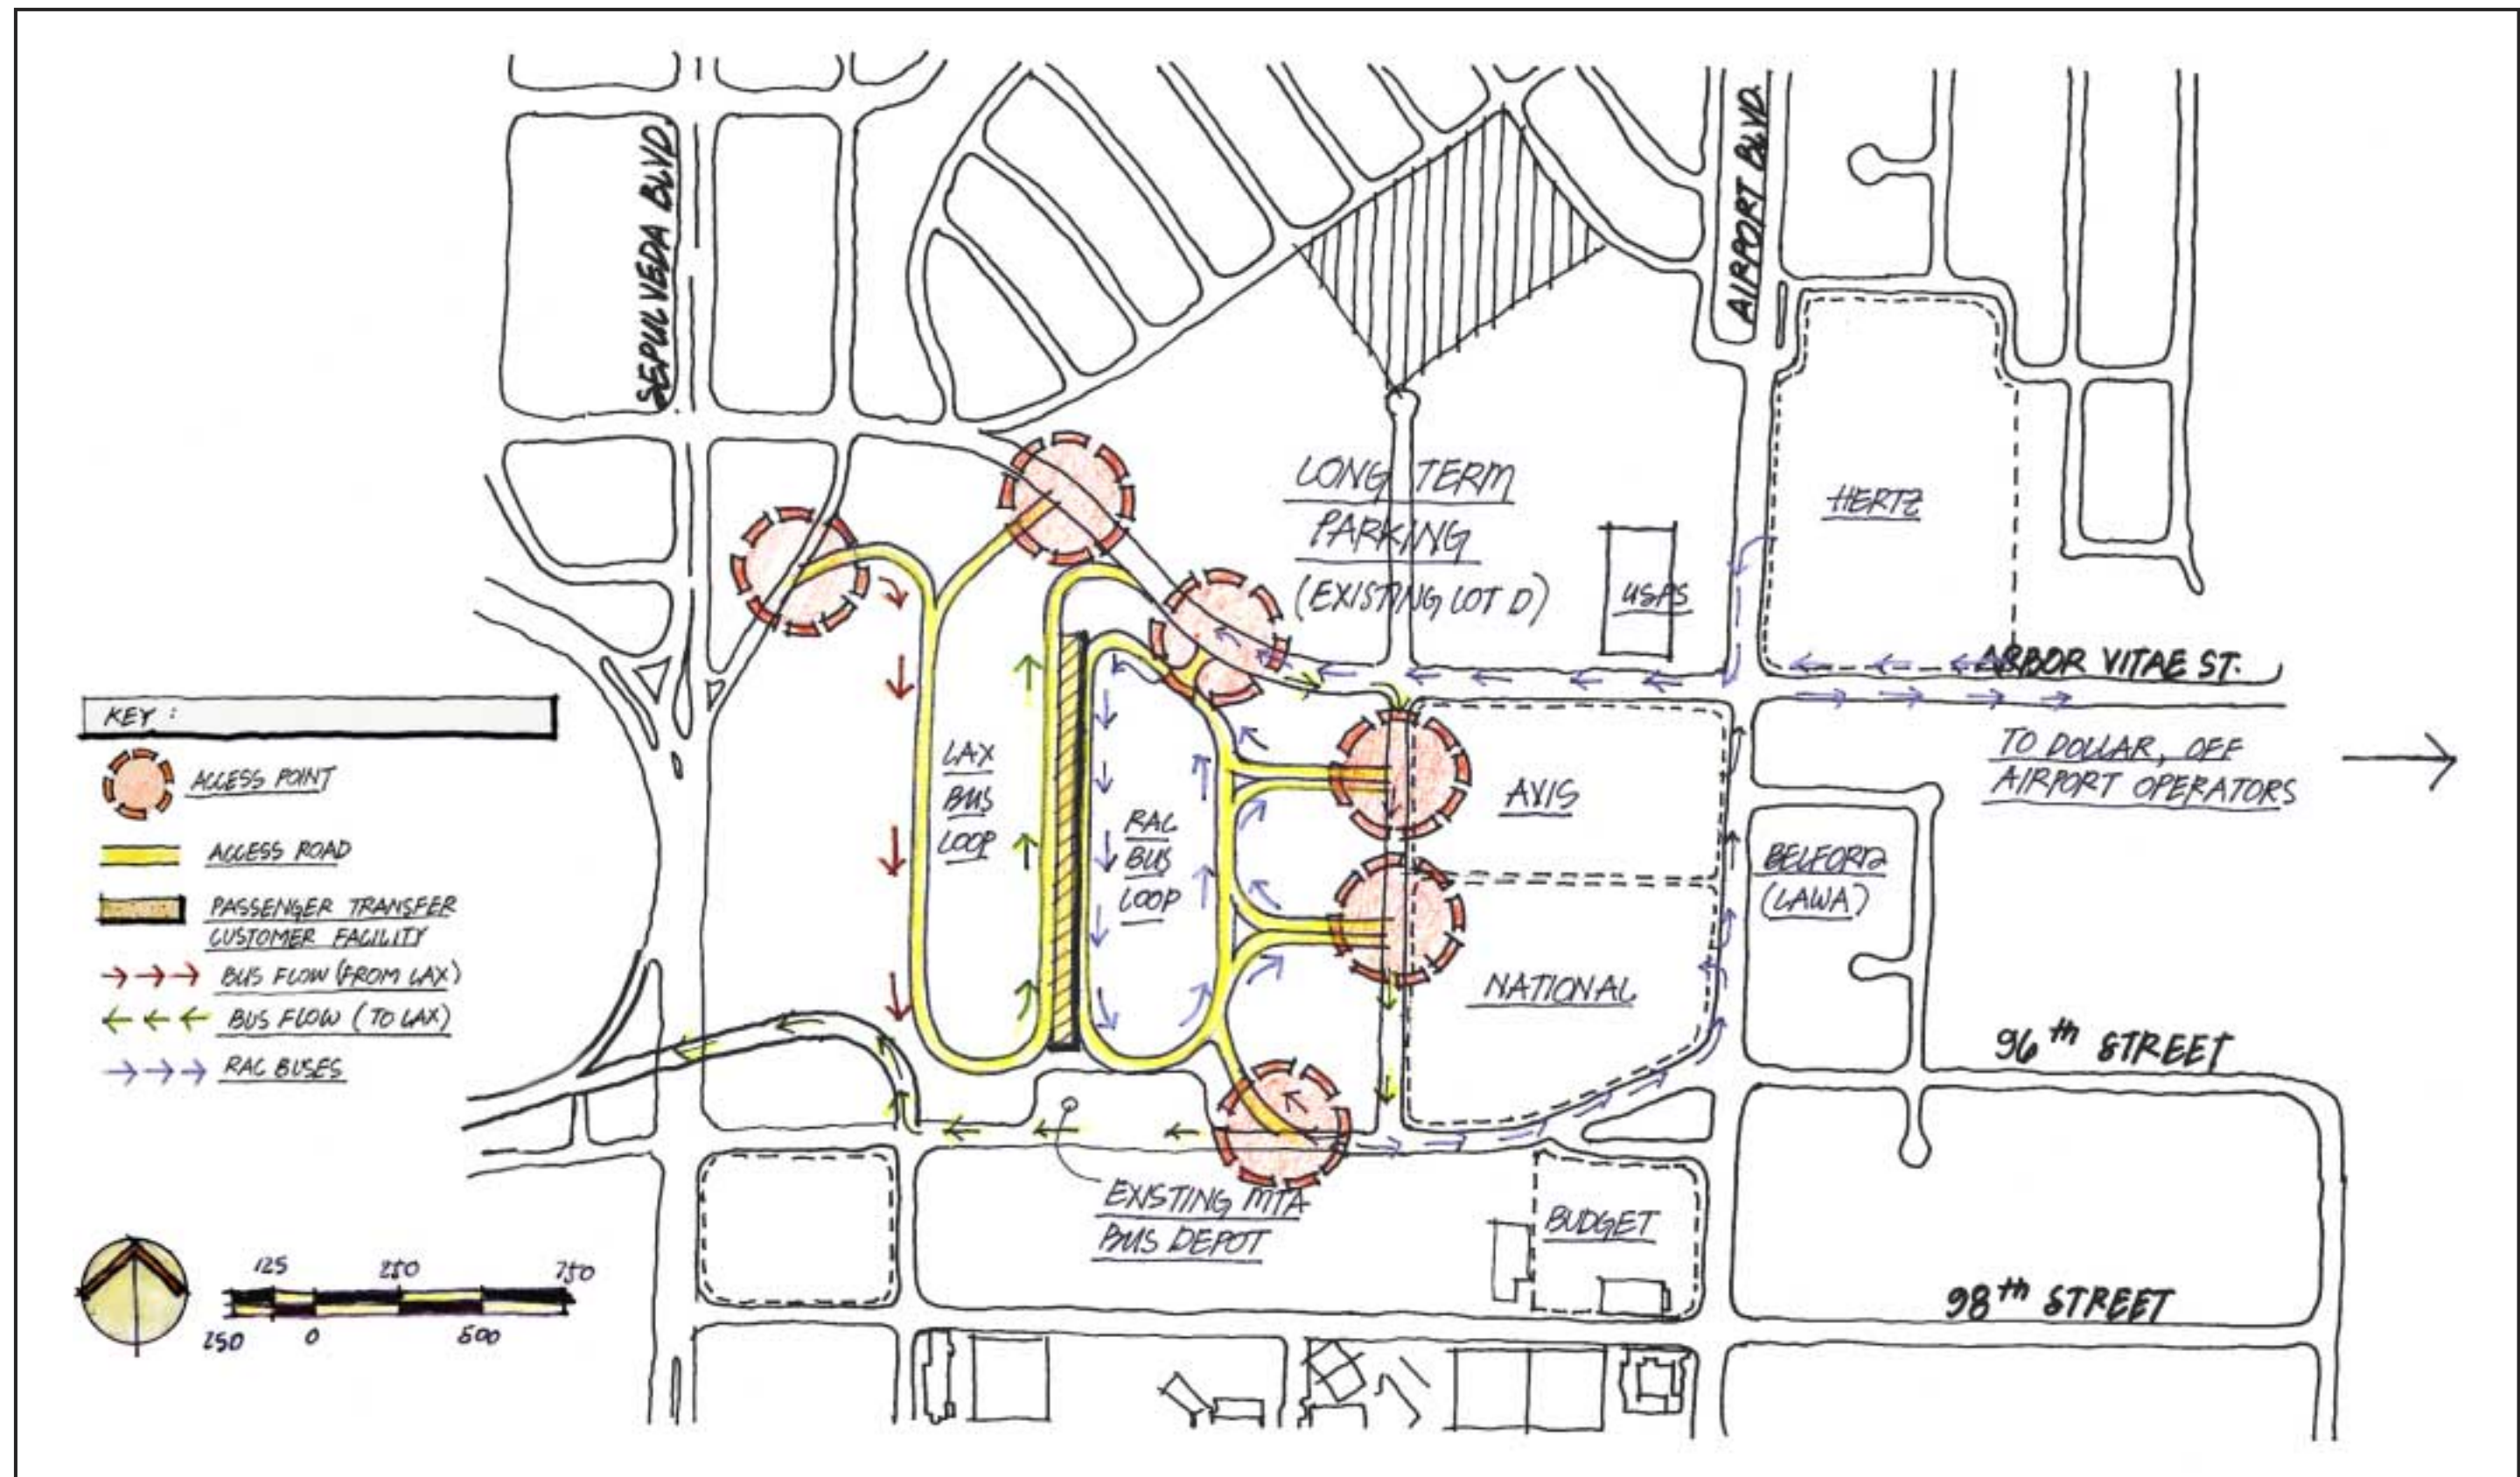 SEPULVEDA BLVD.
AIRPORT BLVD.
LONG TERM
PARKING
(EXISTING LOT D)
USPS
HERTZ
ARBOR VITAE ST.
TO DOLLAR, OFF
AIRPORT OPERATORS
LAX
BUS
LOOP
RAC
BUS
LOOP
AVIS
NATIONAL
BELFORD
(LAWA)
96th STREET
98th STREET
EXISTING MTA
BUS DEPOT
BUDGET
KEY :
ACCESS POINT
ACCESS ROAD
PASSENGER TRANSFER
CUSTOMER FACILITY
BUS FLOW (FROM LAX)
BUS FLOW (TO LAX)
RAC BUSES
125 250 750
250 0 500